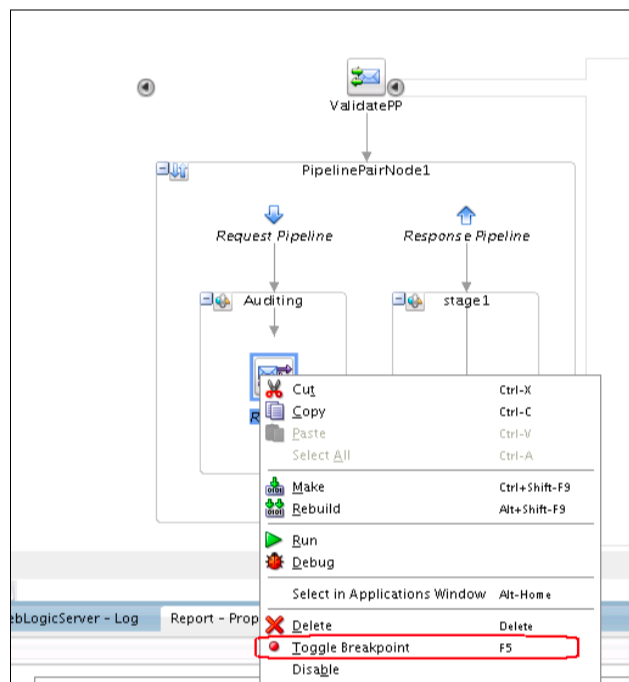 ValidatePP
PipelinePairNode1
Request Pipeline
Response Pipeline
Auditing
stage1
R
Cut Ctrl-X
Copy Ctrl-C
Paste Ctrl-V
Select All Ctrl-A
Make Ctrl+Shift-F9
Rebuild Alt+Shift-F9
Run
Debug
Select in Applications Window Alt-Home
ebLogicServer - Log
Report - Prop
Delete Delete
Toggle Breakpoint F5
Disable